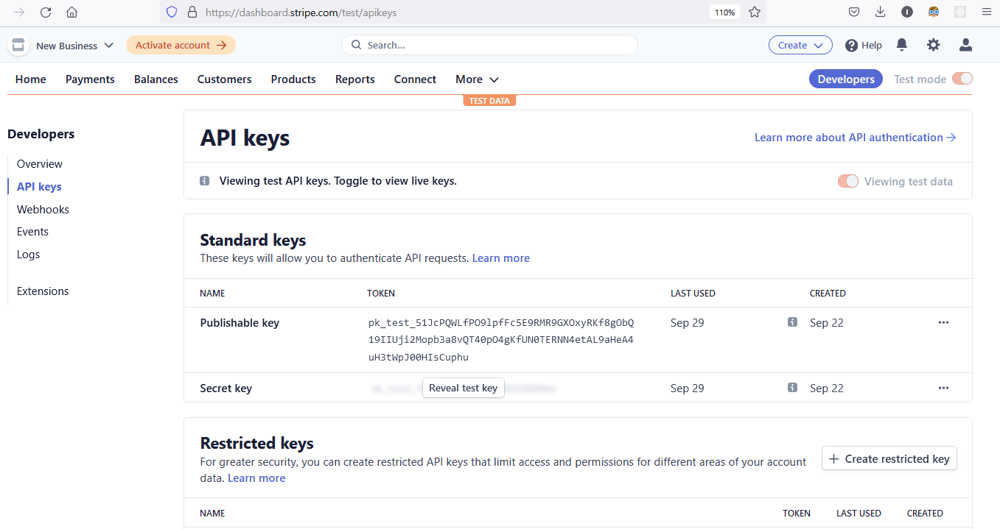 https://dashboard.stripe.com/test/apikeys 110%
New Business Activate account → Search... Create Help
Home Payments Balances Customers Products Reports Connect More Developers Test mode
TEST DATA
Developers
Overview
API keys
Webhooks
Events
Logs
Extensions
API keys Learn more about API authentication →
Viewing test API keys. Toggle to view live keys. Viewing test data
Standard keys
These keys will allow you to authenticate API requests. Learn more
NAME TOKEN LAST USED CREATED
Publishable key pk_test_51JcPQWLfPO9lpfFc5E9RMR9GXOxyRKf8gObQ Sep 29 Sep 22 •••
19IIUji2Mopb3a8vQT40pO4gKfUN0TERNN4etAL9aHeA4
uH3tWpJ00HIsCuphu
Secret key Reveal test key Sep 29 Sep 22 •••
Restricted keys
For greater security, you can create restricted API keys that limit access and permissions for different areas of your account
data. Learn more
+ Create restricted key
NAME TOKEN LAST USED CREATED